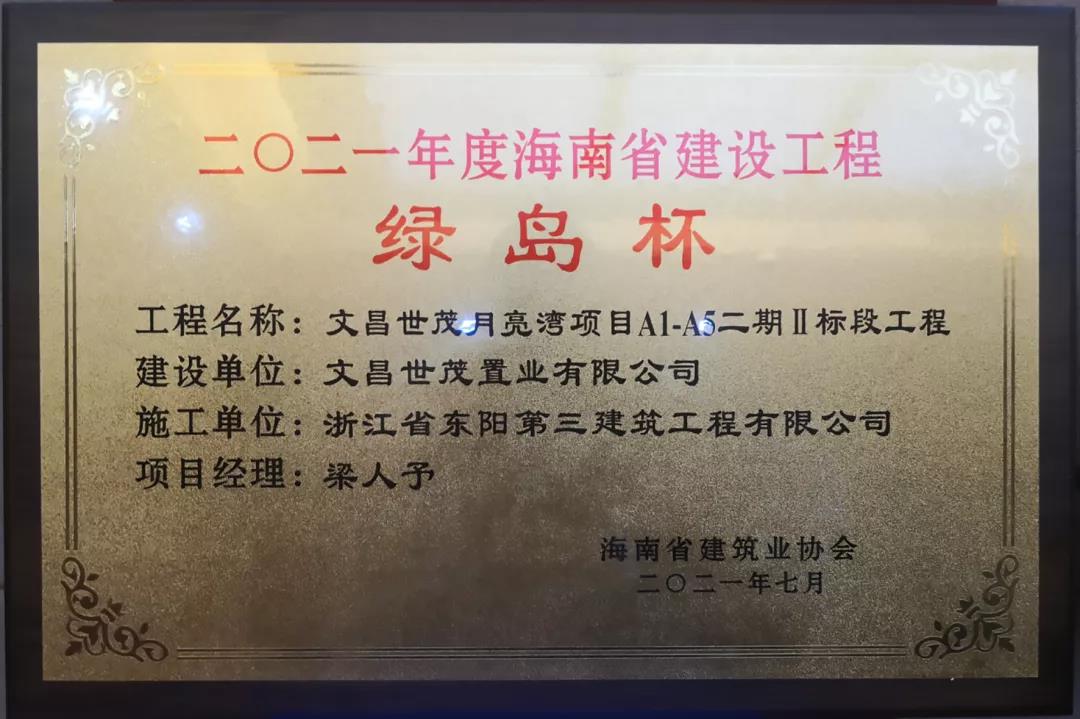 二〇二一年度海南省建设工程
绿岛杯
工程名称：文昌世茂月亮湾项目A1-A5二期Ⅱ标段工程
建设单位：文昌世茂置业有限公司
施工单位：浙江省东阳第三建筑工程有限公司
项目经理：梁人予
海南省建筑业协会
二〇二一年七月